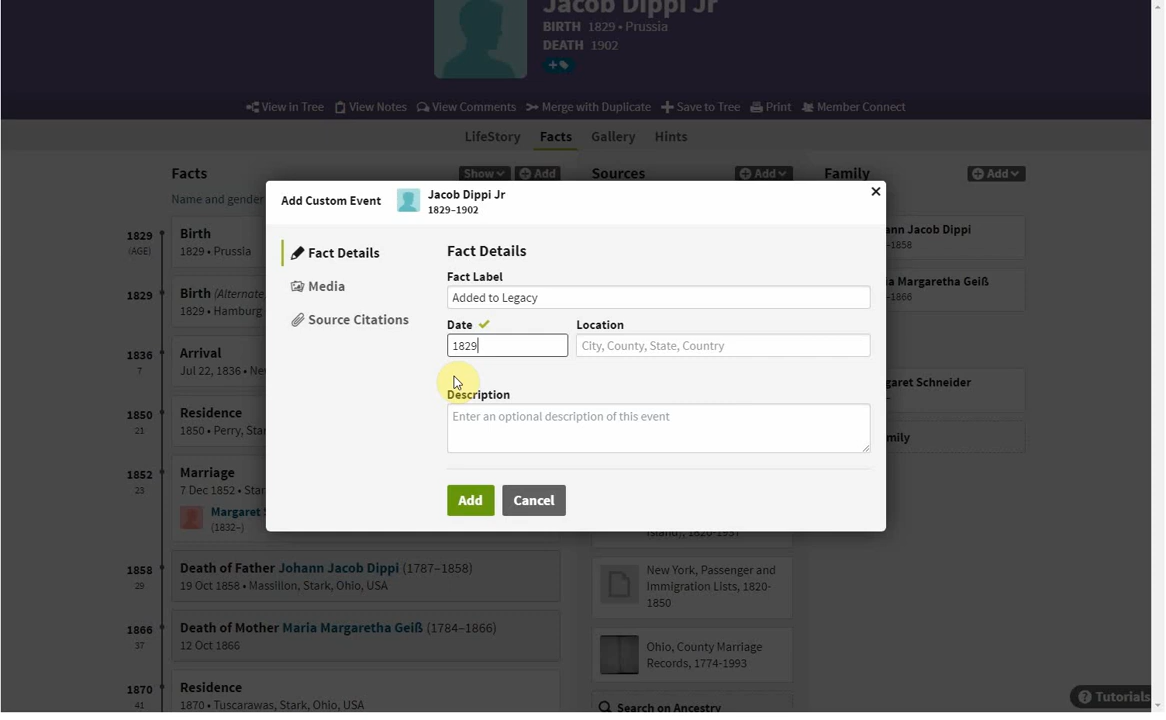 Jacob Dippi Jr
BIRTH 1829 • Prussia
DEATH 1902
View in Tree View Notes View Comments Merge with Duplicate Save to Tree Print Member Connect
LifeStory Facts Gallery Hints
Facts Show Add Sources Add Family Add
Name and gender
1829 (AGE) Birth
1829 • Prussia
1829 Birth (Alternate
1829 • Hamburg
1836 7 Arrival
Jul 22, 1836 •
1850 21 Residence
1850 • Perry,
1852 23 Marriage
7 Dec 1852 •
Margaret
(1832–)
1858 29 Death of Father Johann Jacob Dippi (1787–1858)
19 Oct 1858 • Massillon, Stark, Ohio, USA
1866 37 Death of Mother Maria Margaretha Geiß (1784–1866)
12 Oct 1866
1870 41 Residence
1870 • Tuscarawas, Stark, Ohio, USA
Add Custom Event Jacob Dippi Jr
1829–1902
Fact Details
Media
Source Citations
Fact Details
Fact Label
Added to Legacy
Date Location
1829 City, County, State, Country
Description
Enter an optional description of this event
Add Cancel
Jacob Dippi
–1858
Margaretha Geiß
–1866
Schneider
Island), 1820-1957
New York, Passenger and
Immigration Lists, 1820-
1850
Ohio, County Marriage
Records, 1774-1993
Search on Ancestry
Tutorials